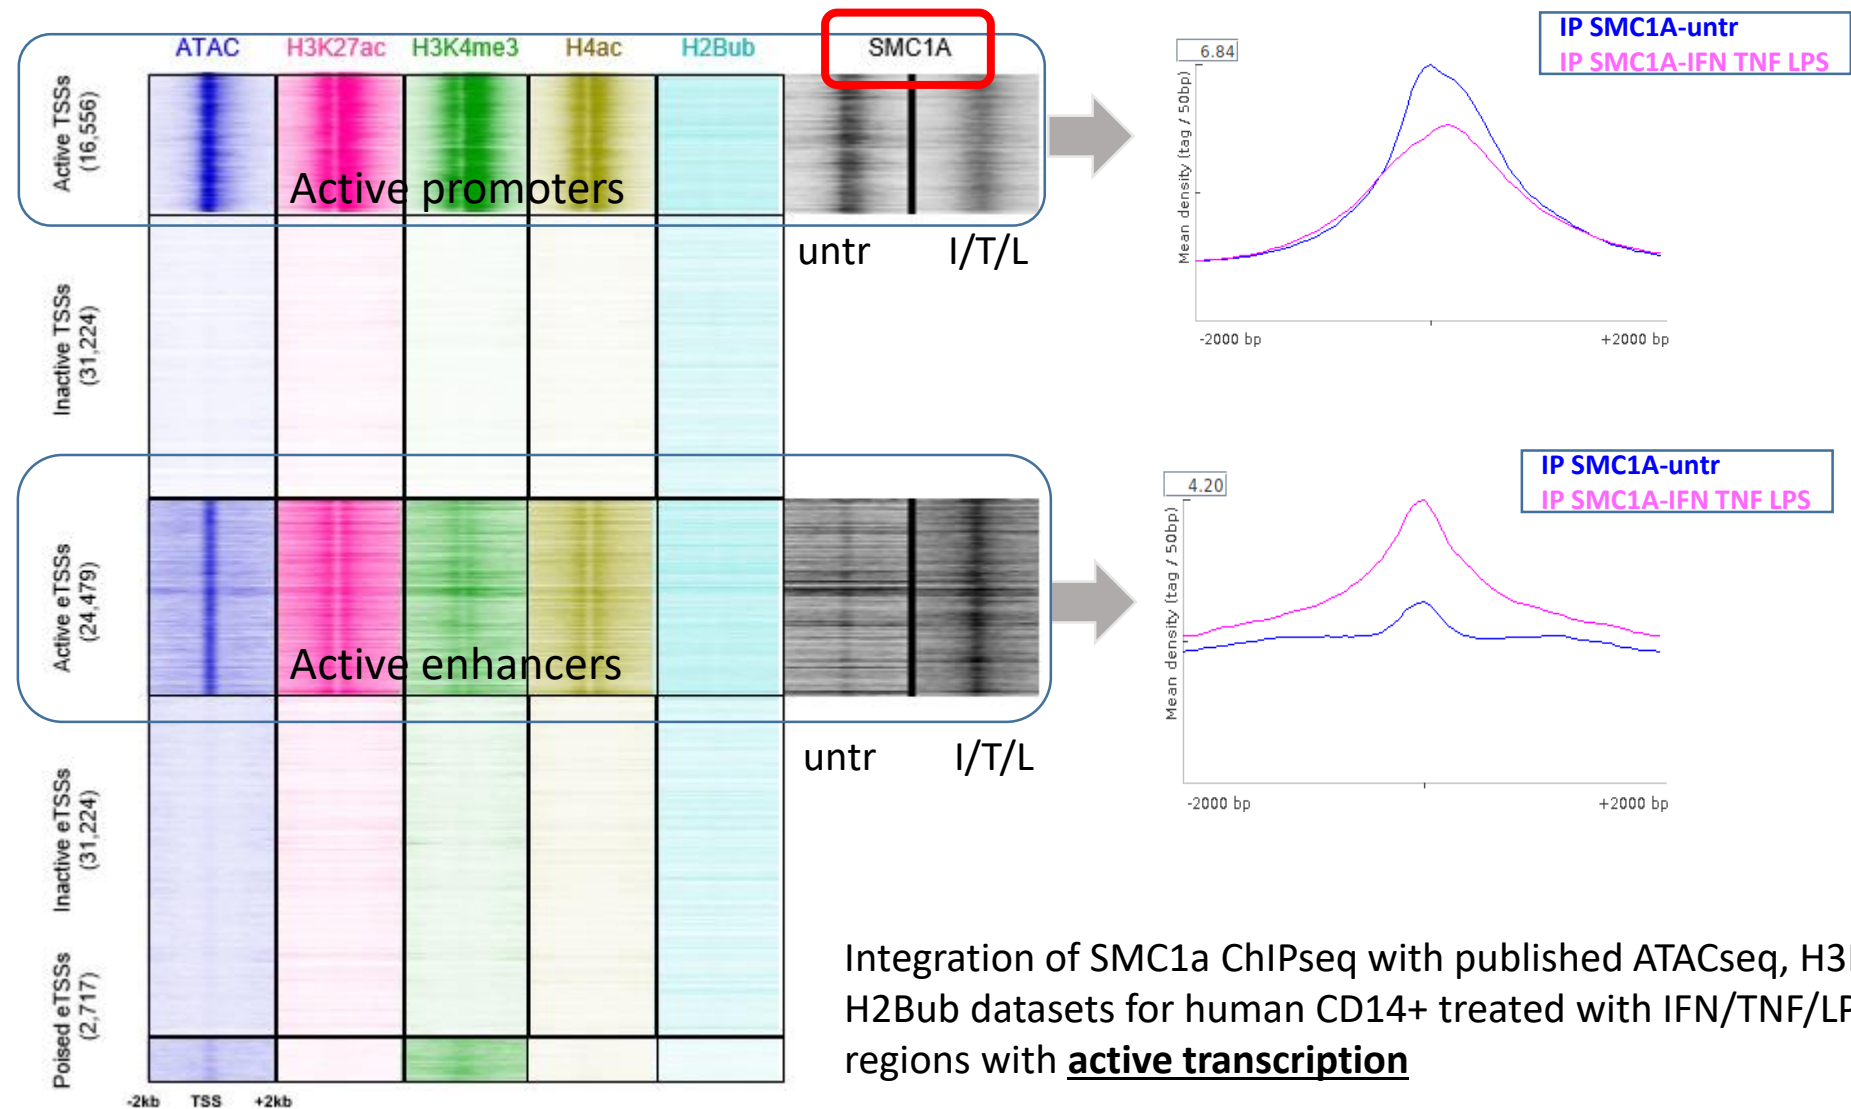 ATAC H3K27ac H3K4me3 H4ac H2Bub SMC1A
Active TSSs
(16,556)
Active promoters
untr I/T/L
Inactive TSSs
(31,224)
Active eTSSs
(24,479)
Active enhancers
untr I/T/L
Inactive eTSSs
(31,224)
Poised eTSSs
(2,717)
-2kb TSS +2kb
IP SMC1A-untr
IP SMC1A-IFN TNF LPS
6.84
Mean density (tag / 50bp)
-2000 bp +2000 bp
IP SMC1A-untr
IP SMC1A-IFN TNF LPS
4.20
Mean density (tag / 50bp)
-2000 bp +2000 bp
Integration of SMC1a ChIPseq with published ATACseq,
H2Bub datasets for human CD14+ treated with
regions with active transcription